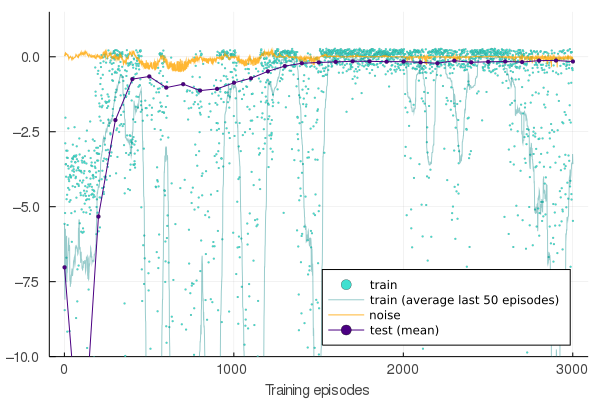 0.0
−2.5
−5.0
−7.5
−10.0
0
1000
2000
3000
Training episodes
train
train (average last 50 episodes)
noise
test (mean)